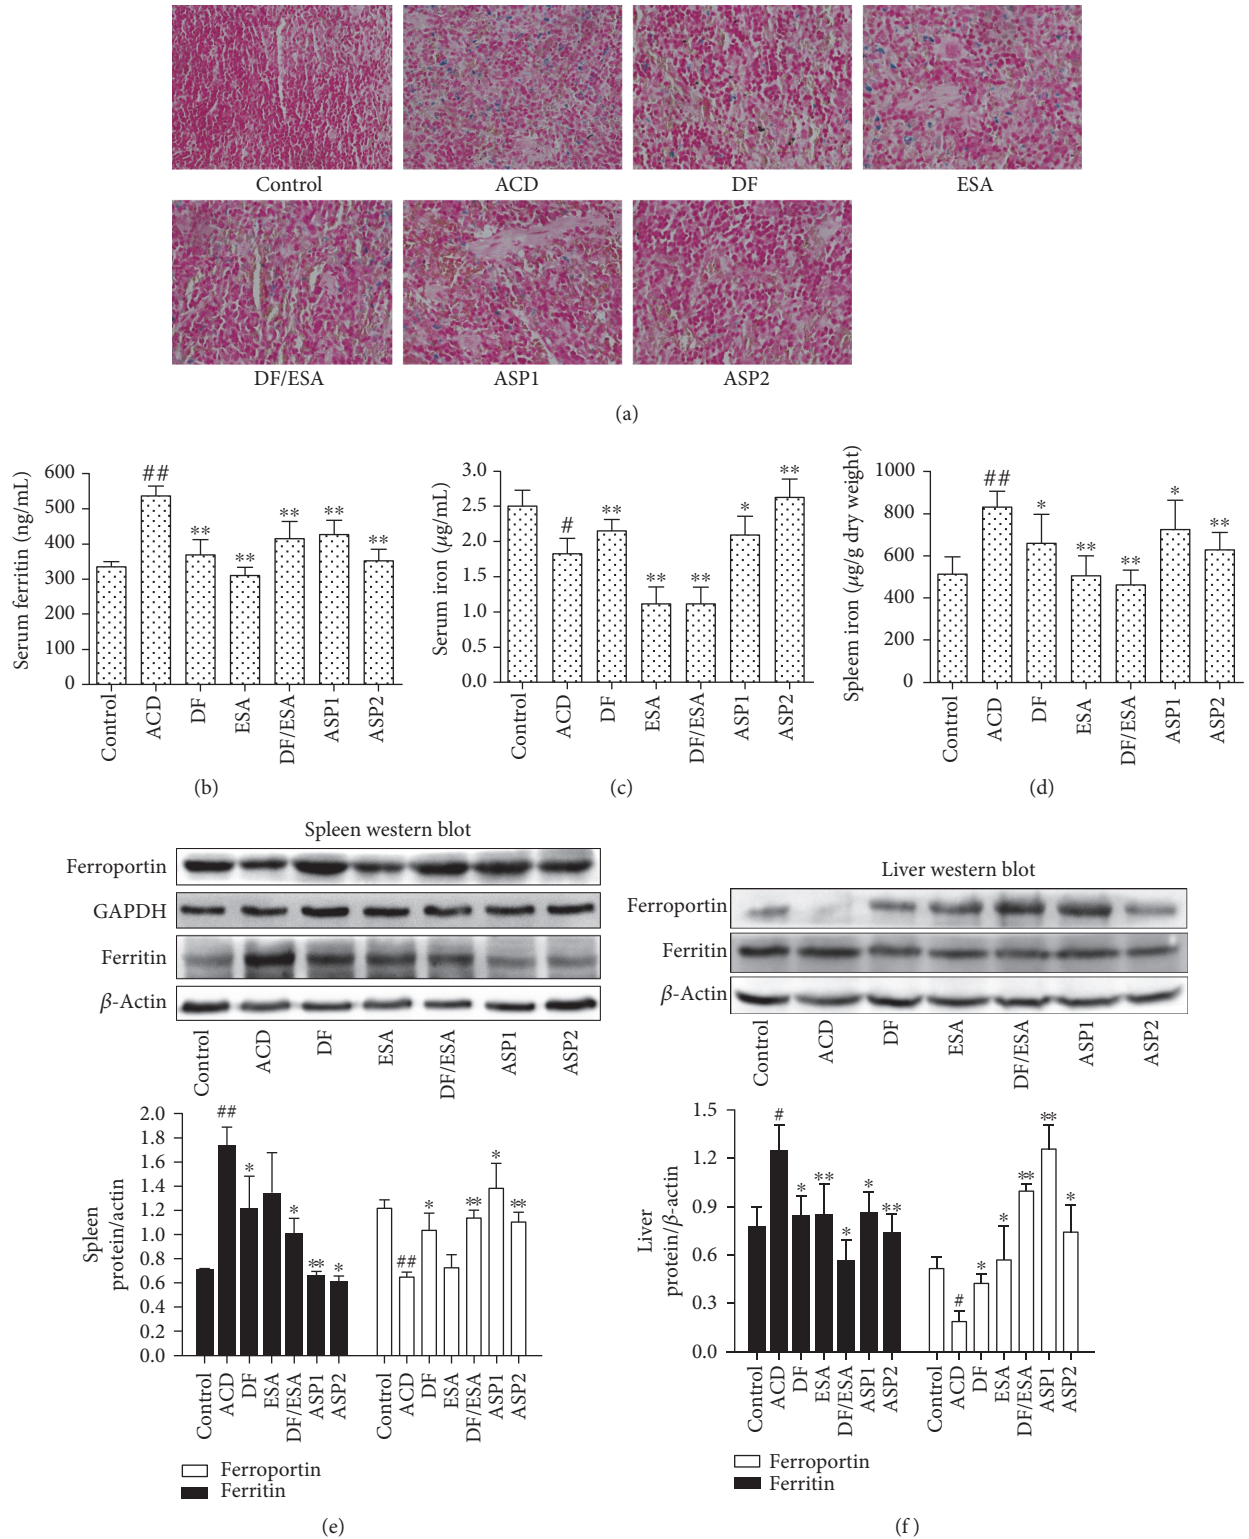 Control ACD DF ESA
DF/ESA ASP1 ASP2
(a)
Serum ferritin (ng/mL)
600
500
400
300
200
100
0
##
**
**
**
**
**
Control ACD DF ESA DF/ESA ASP1 ASP2
(b)
Serum iron (μg/mL)
3.0
2.5
2.0
1.5
1.0
0.5
0.0
#
**
**
**
*
**
Control ACD DF ESA DF/ESA ASP1 ASP2
(c)
Spleem iron (μg/g dry weight)
1000
800
600
400
200
0
##
*
**
**
*
**
Control ACD DF ESA DF/ESA ASP1 ASP2
(d)
Spleen western blot
Ferroportin
GAPDH
Ferritin
β-Actin
Control ACD DF ESA DF/ESA ASP1 ASP2
Spleen
protein/actin
2.0
1.8
1.6
1.4
1.2
1.0
0.8
0.6
0.4
0.2
0.0
##
*
*
**
*
##
*
**
*
**
Control ACD DF ESA DF/ESA ASP1 ASP2 Control ACD DF ESA DF/ESA ASP1 ASP2
Ferroportin
Ferritin
(e)
Liver western blot
Ferroportin
Ferritin
β-Actin
Control ACD DF ESA DF/ESA ASP1 ASP2
Liver
protein/β-actin
1.5
1.2
0.9
0.6
0.3
0.0
#
*
**
*
*
**
#
*
*
**
**
*
Control ACD DF ESA DF/ESA ASP1 ASP2 Control ACD DF ESA DF/ESA ASP1 ASP2
Ferroportin
Ferritin
(f)